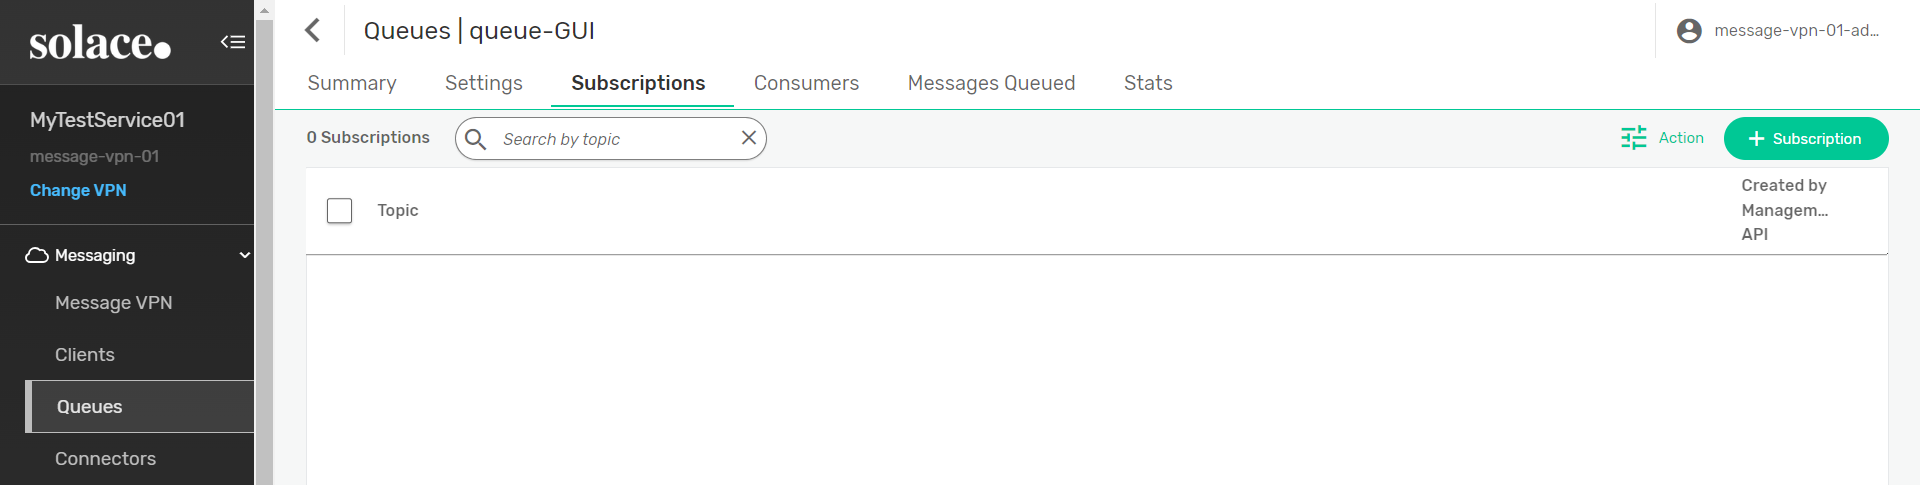 solace.
Queues | queue-GUI
message-vpn-01-ad...
Summary Settings Subscriptions Consumers Messages Queued Stats
MyTestService01
message-vpn-01
Change VPN
0 Subscriptions Search by topic Action + Subscription
Topic
Created by
Managem...
API
Messaging
Message VPN
Clients
Queues
Connectors